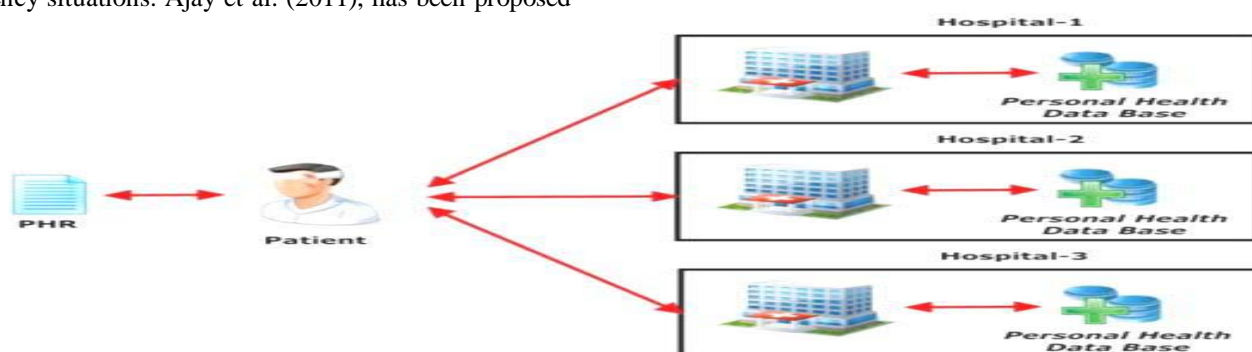 situations. Ajay et al. (2011), has been proposed
Hospital-1
Personal Health
Data Base
Hospital-2
PHR
Patient
Personal Health
Data Base
Hospital-3
Personal Health
Data Base